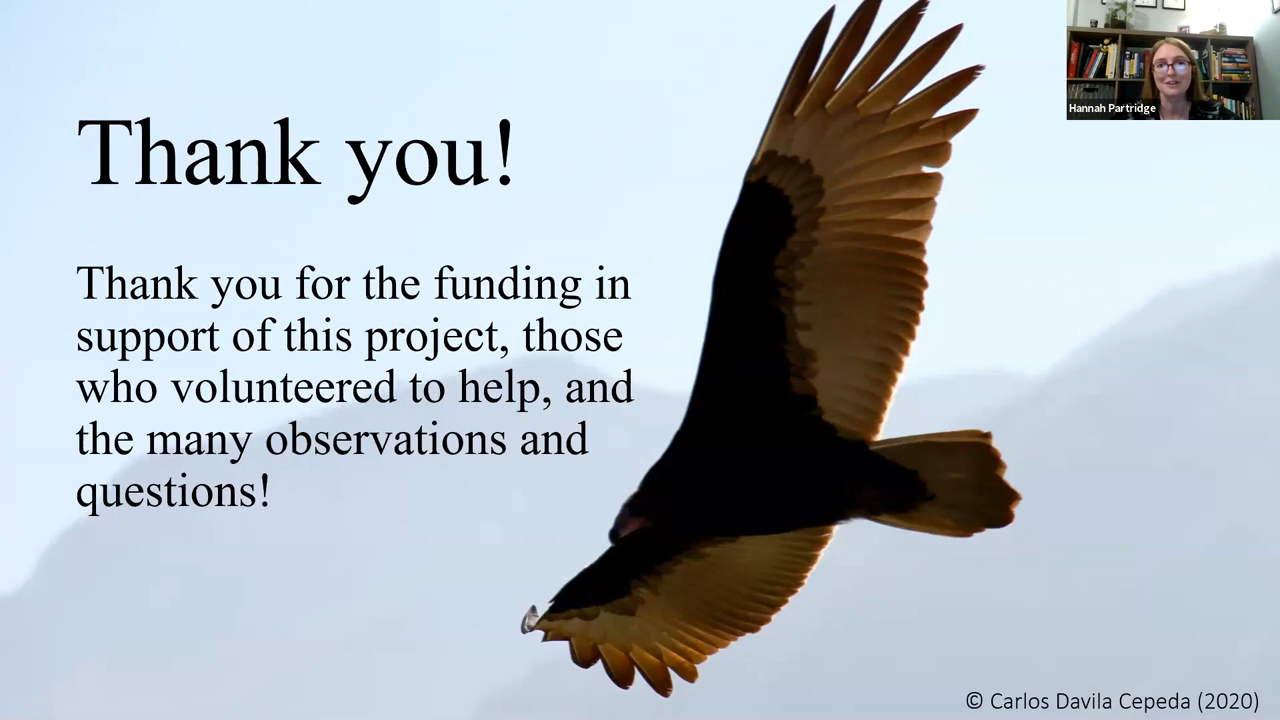 Thank you!
Thank you for the funding in
support of this project, those
who volunteered to help, and
the many observations and
questions!
Hannah Partridge
© Carlos Davila Cepeda (2020)